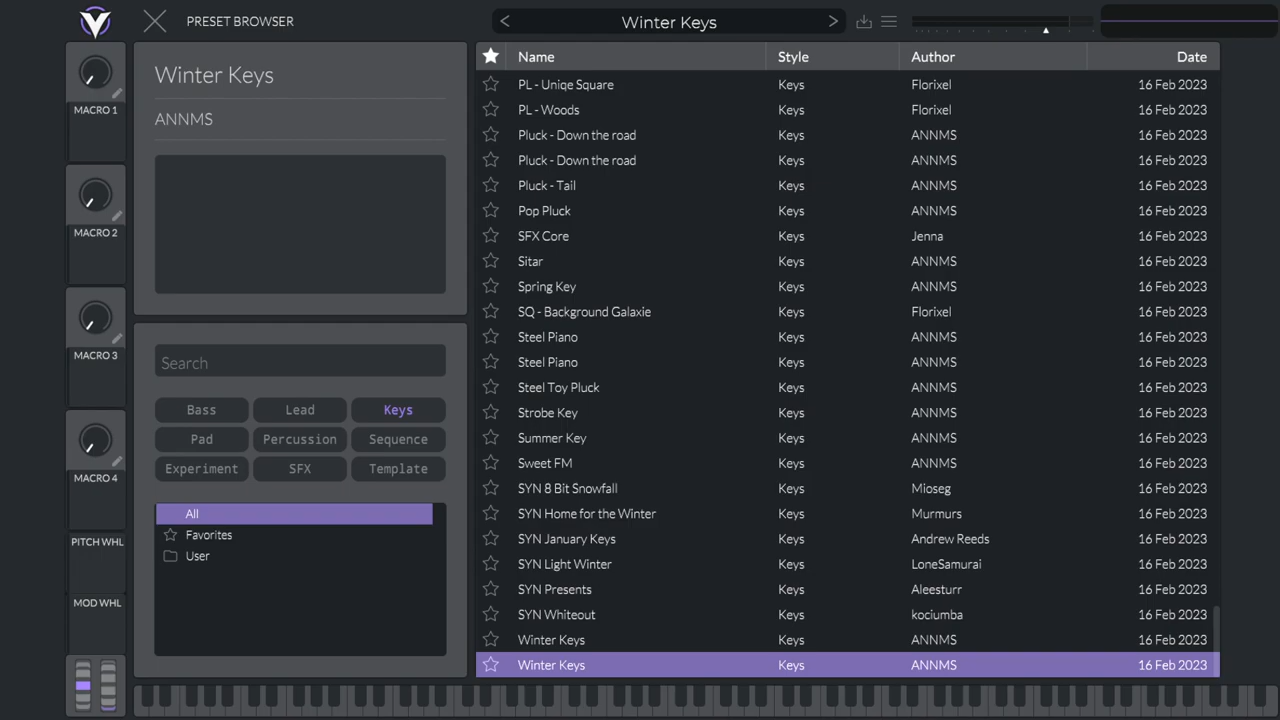 PRESET BROWSER
< Winter Keys >
MACRO 1
MACRO 2
MACRO 3
MACRO 4
PITCH WHL
MOD WHL
Winter Keys
ANNMS
Search
Bass Lead Keys
Pad Percussion Sequence
Experiment SFX Template
All
Favorites
User
Name Style Author Date
PL - Uniqe Square Keys Florixel 16 Feb 2023
PL - Woods Keys Florixel 16 Feb 2023
Pluck - Down the road Keys ANNMS 16 Feb 2023
Pluck - Down the road Keys ANNMS 16 Feb 2023
Pluck - Tail Keys ANNMS 16 Feb 2023
Pop Pluck Keys ANNMS 16 Feb 2023
SFX Core Keys Jenna 16 Feb 2023
Sitar Keys ANNMS 16 Feb 2023
Spring Key Keys ANNMS 16 Feb 2023
SQ - Background Galaxie Keys Florixel 16 Feb 2023
Steel Piano Keys ANNMS 16 Feb 2023
Steel Piano Keys ANNMS 16 Feb 2023
Steel Toy Pluck Keys ANNMS 16 Feb 2023
Strobe Key Keys ANNMS 16 Feb 2023
Summer Key Keys ANNMS 16 Feb 2023
Sweet FM Keys ANNMS 16 Feb 2023
SYN 8 Bit Snowfall Keys Mioseg 16 Feb 2023
SYN Home for the Winter Keys Murmurs 16 Feb 2023
SYN January Keys Keys Andrew Reeds 16 Feb 2023
SYN Light Winter Keys LoneSamurai 16 Feb 2023
SYN Presents Keys Aleesturr 16 Feb 2023
SYN Whiteout Keys kociumba 16 Feb 2023
Winter Keys Keys ANNMS 16 Feb 2023
Winter Keys Keys ANNMS 16 Feb 2023